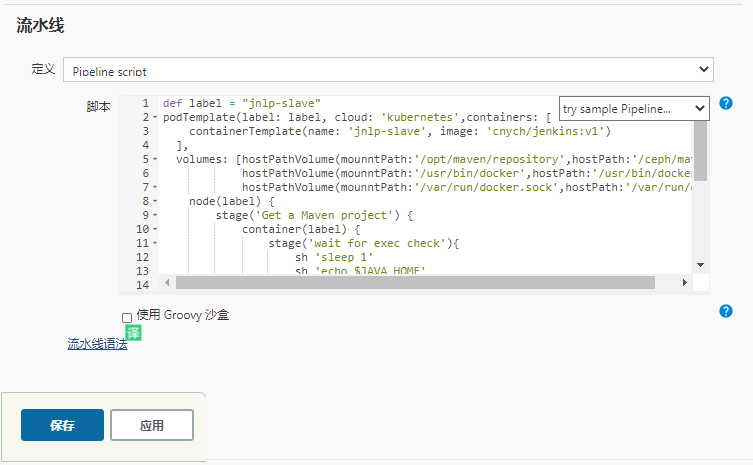 流水线
定义
Pipeline script
脚本
try sample Pipeline...
1 def label = "jnlp-slave"
2 podTemplate(label: label, cloud: 'kubernetes',containers: [
3 containerTemplate(name: 'jnlp-slave', image: 'cnych/jenkins:v1')
4 ],
5 volumes: [hostPathVolume(mounntPath:'/opt/maven/repository',hostPath:'/ceph/mav
6 hostPathVolume(mounntPath:'/usr/bin/docker',hostPath:'/usr/bin/docke
7 hostPathVolume(mounntPath:'/var/run/docker.sock',hostPath:'/var/run/
8 node(label) {
9 stage('Get a Maven project') {
10 container(label) {
11 stage('wait for exec check'){
12 sh 'sleep 1'
13 sh 'echo $JAVA_HOME'
14
使用 Groovy 沙盒
译
流水线语法
保存
应用